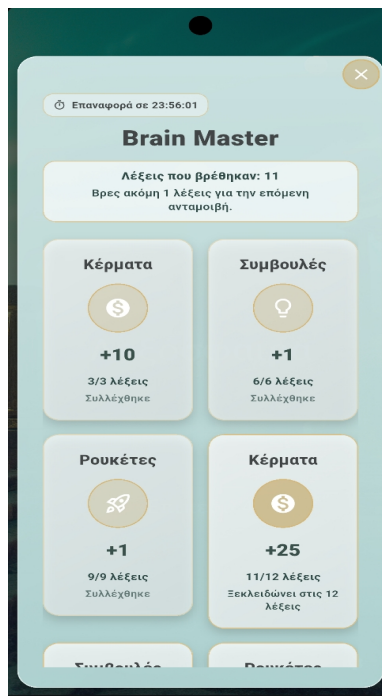 Επαναφορά σε 23:56:01
Brain Master
Λέξεις που βρέθηκαν: 11
Βρες ακόμη 1 λέξεις για την επόμενη
ανταμοιβή.
Κέρματα
+10
3/3 λέξεις
Συλλέχθηκε
Συμβουλές
+1
6/6 λέξεις
Συλλέχθηκε
Ρουκέτες
+1
9/9 λέξεις
Συλλέχθηκε
Κέρματα
+25
11/12 λέξεις
Ξεκλειδώνει στις 12
λέξεις
Συμβουλές
Ρουκέτες